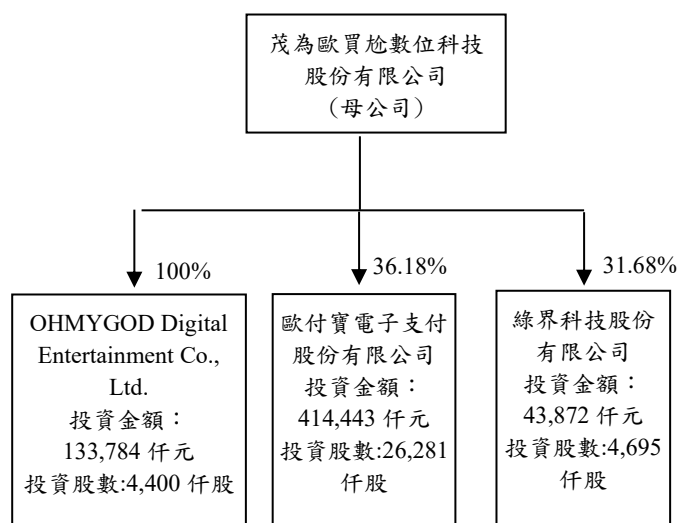 茂為歐買尬數位科技
股份有限公司
（母公司）
100%
36.18%
31.68%
OHMYGOD Digital
Entertainment Co.,
Ltd.
投資金額：
133,784 仟元
投資股數:4,400 仟股
歐付寶電子支付
股份有限公司
投資金額：
414,443 仟元
投資股數:26,281
仟股
綠界科技股份
有限公司
投資金額：
43,872 仟元
投資股數:4,695
仟股